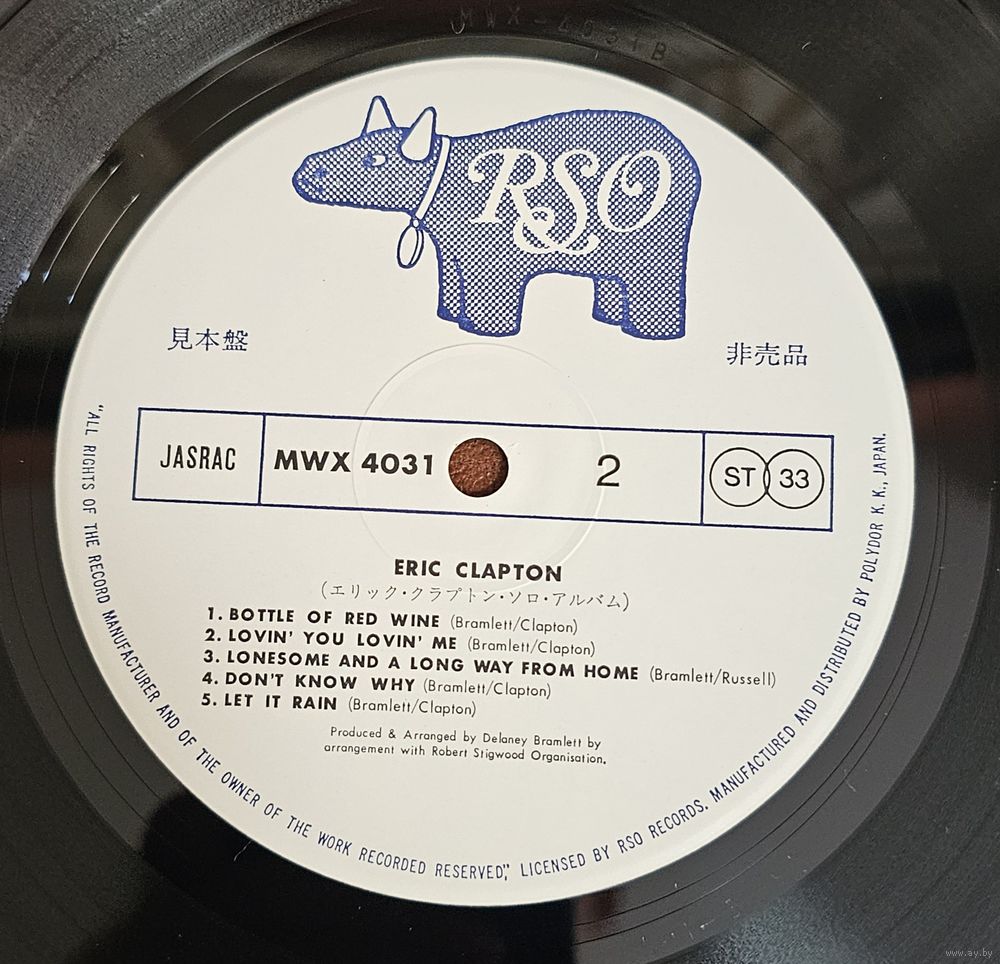 MWX-4031B
RSO
見本盤
非売品
JASRAC
MWX 4031
2
ST 33
ERIC CLAPTON
(エリック・クラプトン・ソロ・アルバム)
1. BOTTLE OF RED WINE (Bramlett/Clapton)
2. LOVIN' YOU LOVIN' ME (Bramlett/Clapton)
3. LONESOME AND A LONG WAY FROM HOME (Bramlett/Russell)
4. DON'T KNOW WHY (Bramlett/Clapton)
5. LET IT RAIN (Bramlett/Clapton)
Produced & Arranged by Delaney Bramlett by
arrangement with Robert Stigwood Organisation.
"ALL RIGHTS OF THE RECORD MANUFACTURER AND OF THE OWNER OF THE WORK RECORDED RESERVED", LICENSED BY RSO RECORDS. MANUFACTURED AND DISTRIBUTED BY POLYDOR K.K., JAPAN.
www.ay.by